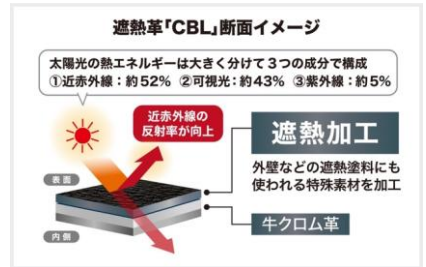 遮熱革「CBL」断面イメージ
太陽光の熱エネルギーは大きく分けて3つの成分で構成
①近赤外線：約52% ②可視光：約43% ③紫外線：約5%
近赤外線の
反射率が向上
遮熱加工
外壁などの遮熱塗料にも
使われる特殊素材を加工
表面
牛クロム革
内側